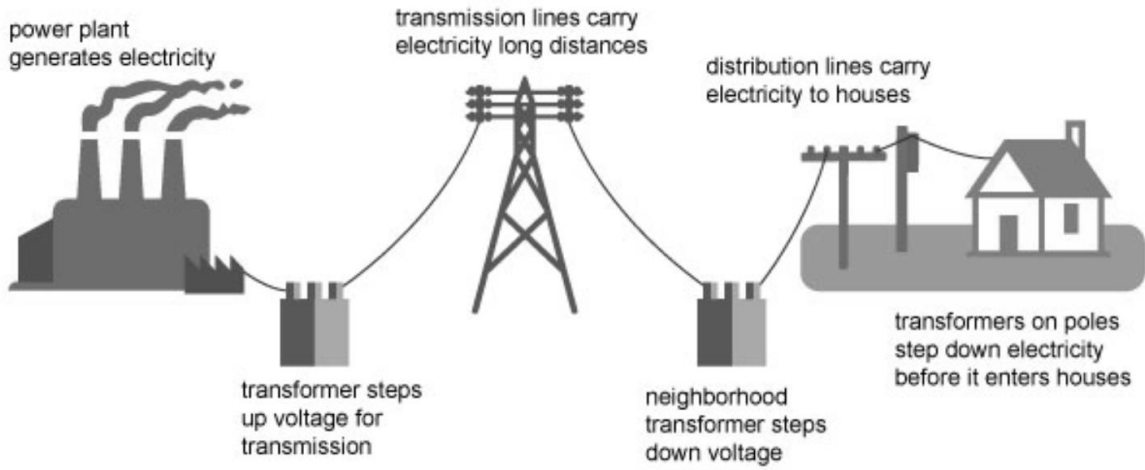 power plant
generates electricity
transformer steps
up voltage for
transmission
transmission lines carry
electricity long distances
neighborhood
transformer steps
down voltage
distribution lines carry
electricity to houses
transformers on poles
step down electricity
before it enters houses